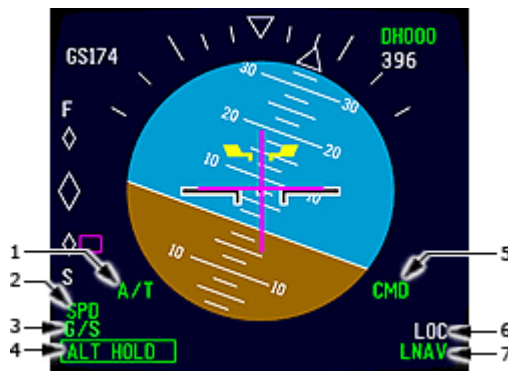 GS174
DH000
396
F
30
30
20
20
10
10
10
10
S
1
2
3
4
A/T
SPD
G/S
ALT HOLD
CMD
LOC
LNAV
5
6
7